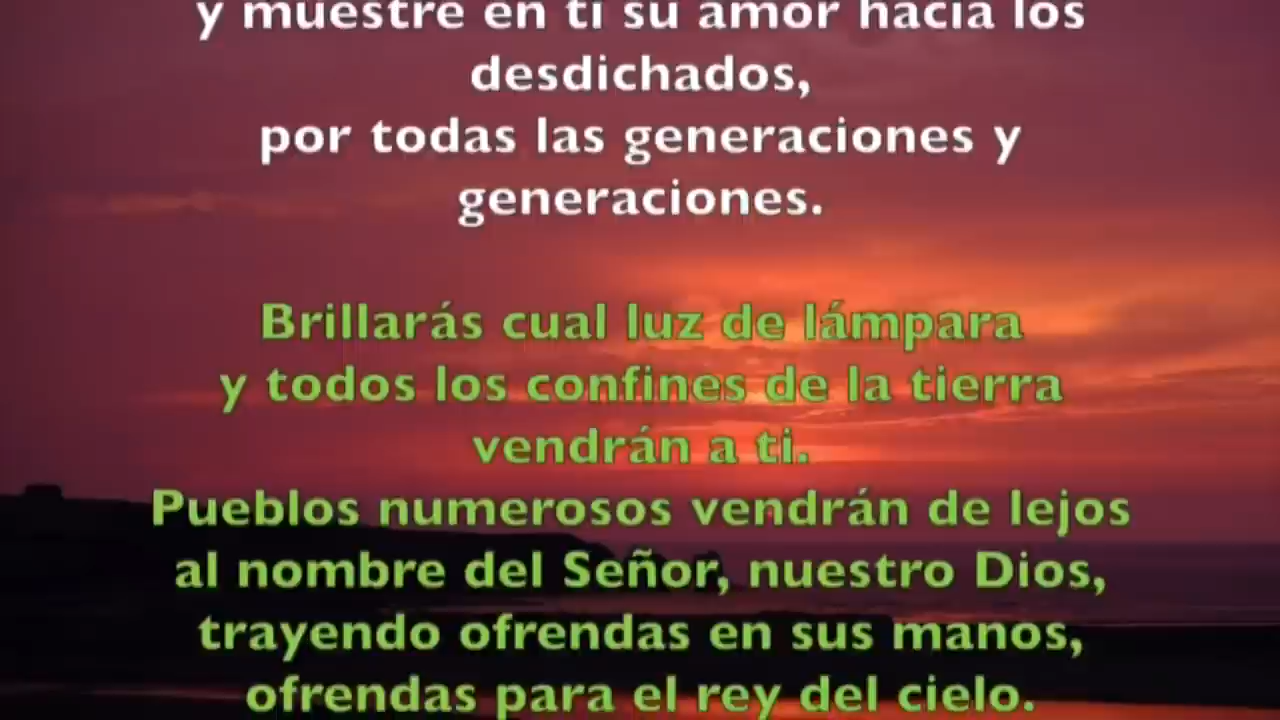 y muestre en ti su amor hacia los
desdichados,
por todas las generaciones y
generaciones.
Brillarás cual luz de lámpara
y todos los confines de la tierra
vendrán a ti.
Pueblos numerosos vendrán de lejos
al nombre del Señor, nuestro Dios,
trayendo ofrendas en sus manos,
ofrendas para el rey del cielo.